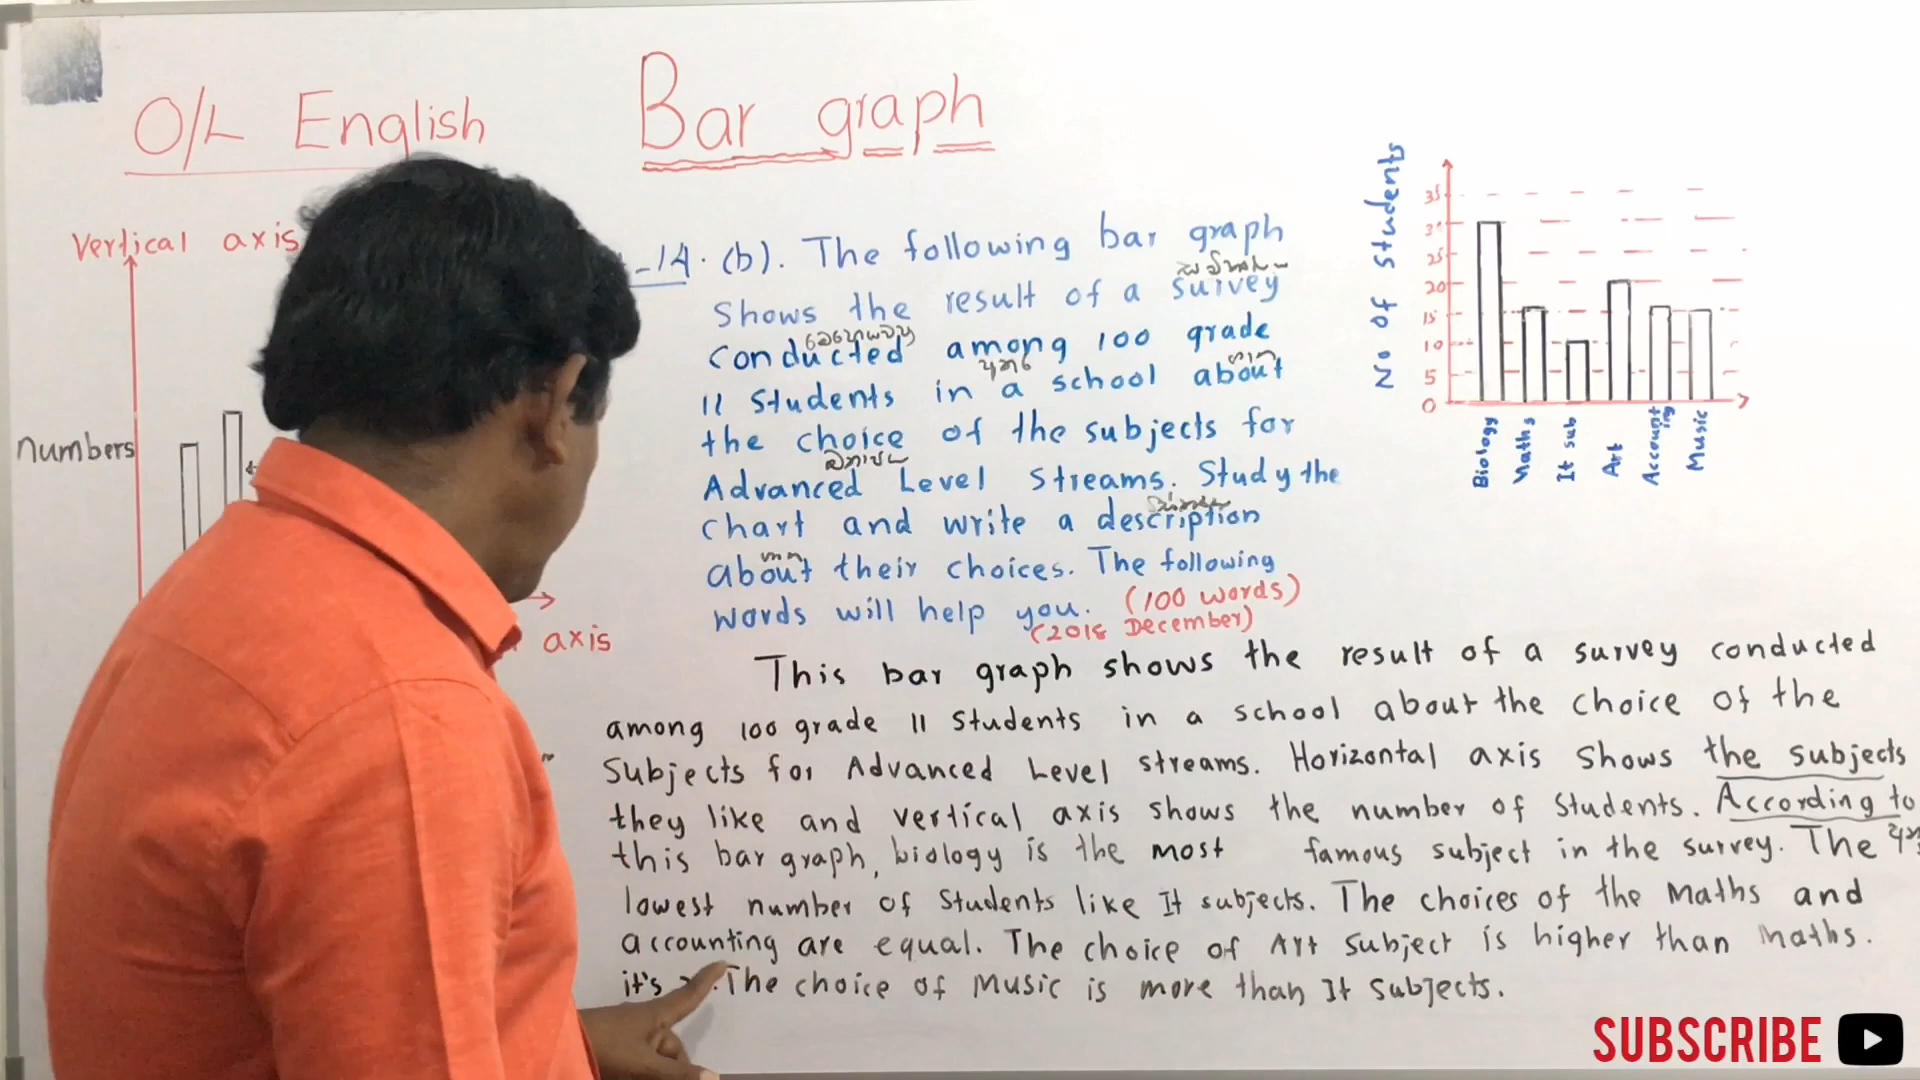 O/L English
Bar graph
Vertical axis
numbers
axis
14. (b). The following bar graph
shows the result of a survey
conducted among 100 grade
11 students in a school about
the choice of the subjects for
Advanced Level streams. Study the
chart and write a description
about their choices. The following
words will help you. (100 words)
(2018 December)
No of students
35
30
25
20
15
10
5
0
Biology
Maths
It sub
Art
Accounting
Music
This bar graph shows the result of a survey conducted
among 100 grade 11 students in a school about the choice of the
subjects for Advanced Level streams. Horizontal axis shows the subjects
they like and vertical axis shows the number of students. According to
this bar graph, biology is the most famous subject in the survey. The
lowest number of students like It subjects. The choices of the Maths and
accounting are equal. The choice of Art subject is higher than maths.
it's The choice of Music is more than It subjects.
SUBSCRIBE